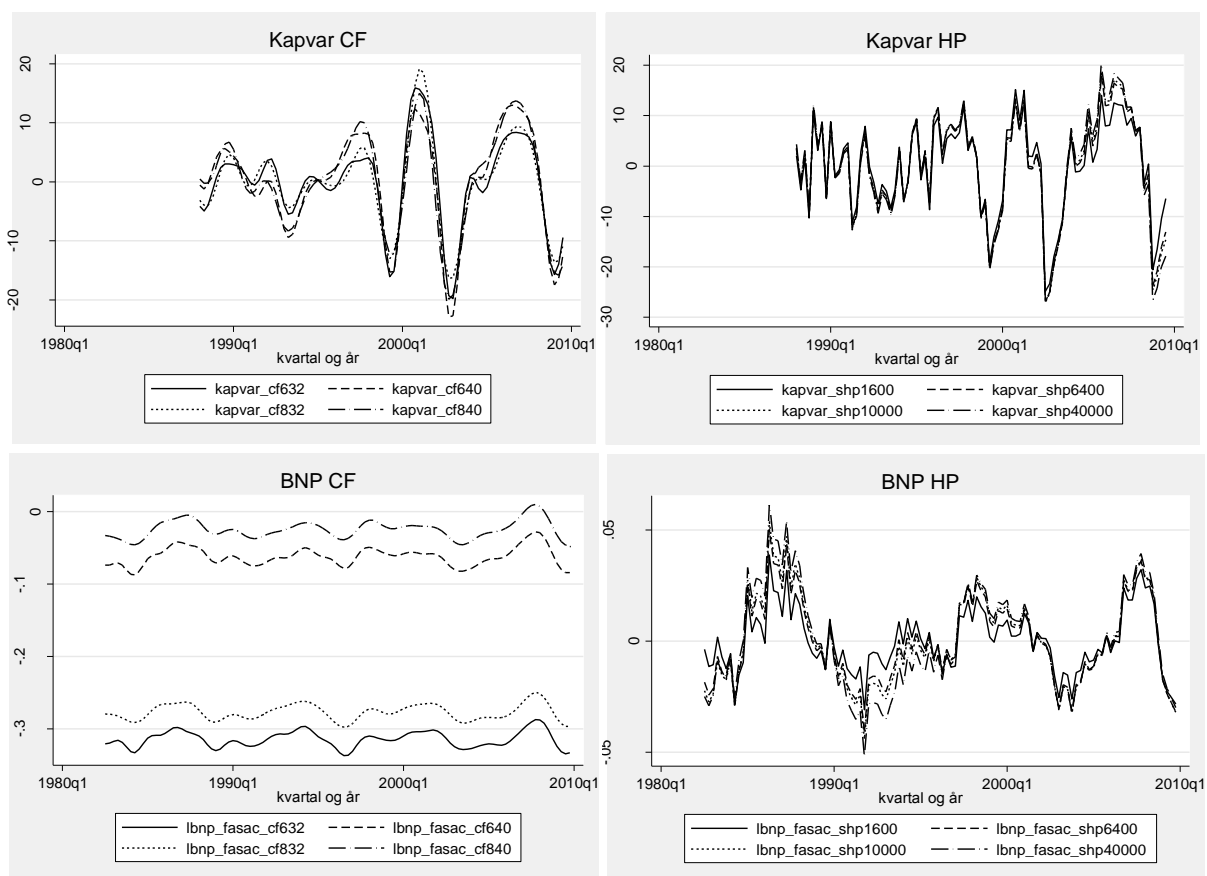 Kapvar CF
20
10
0
-10
-20
1980q1 1990q1 2000q1 2010q1
kvartal og år
kapvar_cf632 kapvar_cf640
kapvar_cf832 kapvar_cf840
Kapvar HP
20
10
0
-10
-20
-30
1980q1 1990q1 2000q1 2010q1
kvartal og år
kapvar_shp1600 kapvar_shp6400
kapvar_shp10000 kapvar_shp40000
BNP CF
0
-.1
-.2
-.3
1980q1 1990q1 2000q1 2010q1
kvartal og år
lbnp_fasac_cf632 lbnp_fasac_cf640
lbnp_fasac_cf832 lbnp_fasac_cf840
BNP HP
.05
0
-.05
1980q1 1990q1 2000q1 2010q1
kvartal og år
lbnp_fasac_shp1600 lbnp_fasac_shp6400
lbnp_fasac_shp10000 lbnp_fasac_shp40000